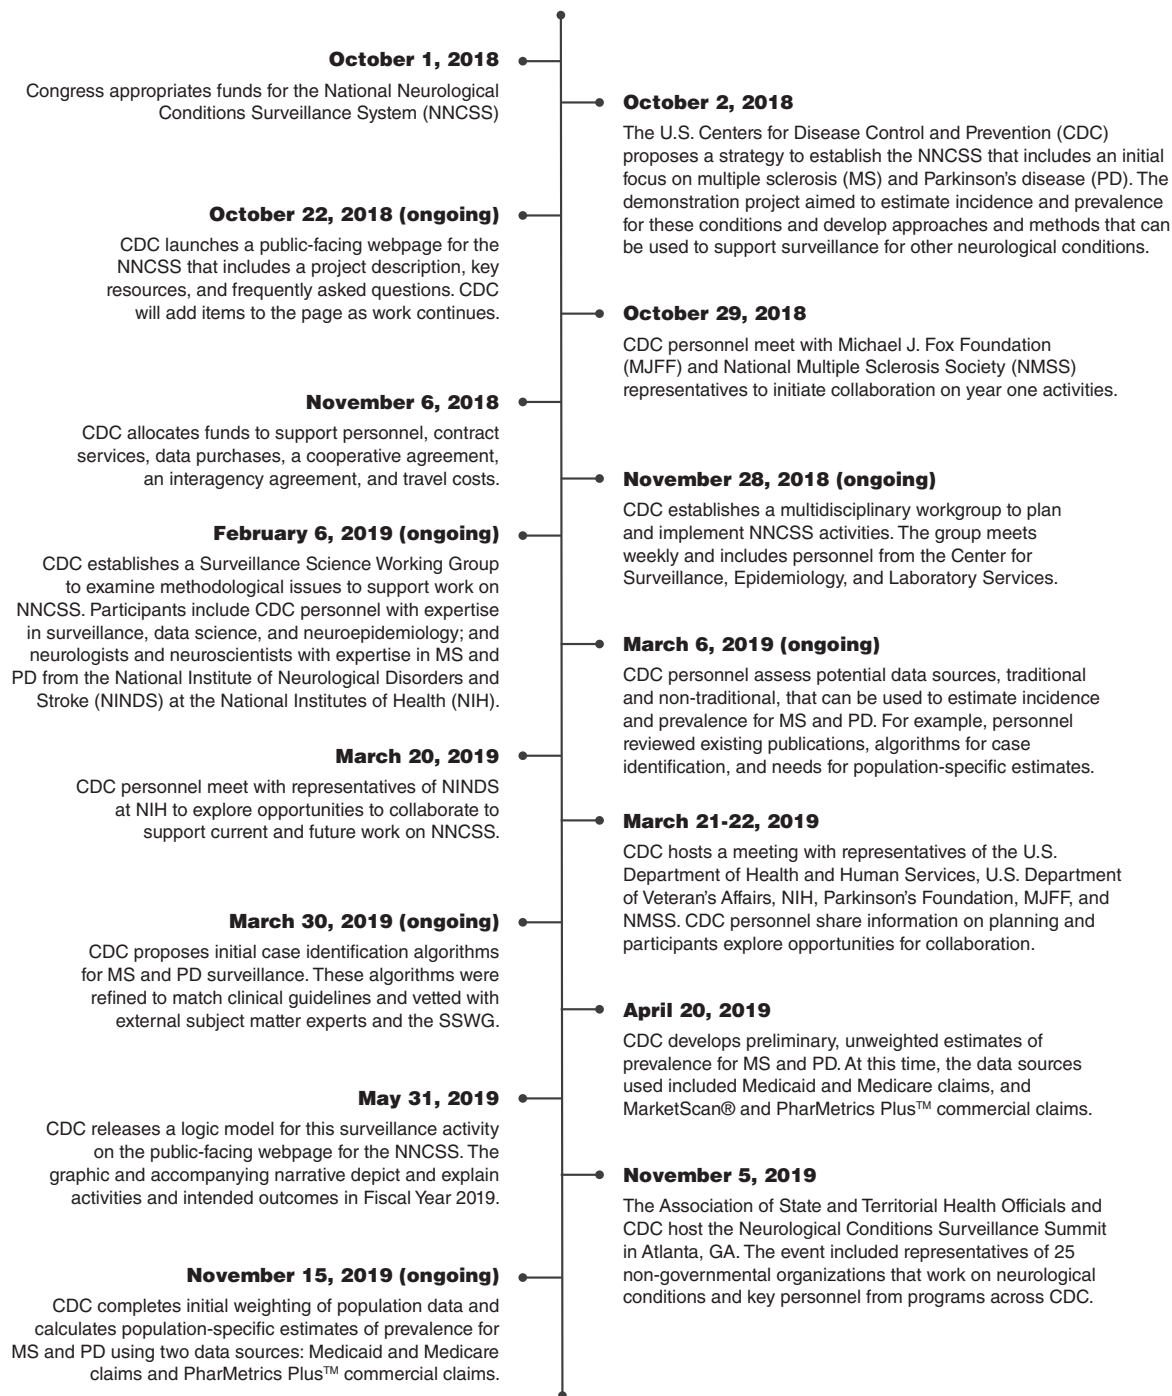 October 1, 2018
Congress appropriates funds for the National Neurological
Conditions Surveillance System (NNCSS)
October 2, 2018
The U.S. Centers for Disease Control and Prevention (CDC)
proposes a strategy to establish the NNCSS that includes an initial
focus on multiple sclerosis (MS) and Parkinson's disease (PD). The
demonstration project aimed to estimate incidence and prevalence
for these conditions and develop approaches and methods that can
be used to support surveillance for other neurological conditions.
October 22, 2018 (ongoing)
CDC launches a public-facing webpage for the
NNCSS that includes a project description, key
resources, and frequently asked questions. CDC
will add items to the page as work continues.
October 29, 2018
CDC personnel meet with Michael J. Fox Foundation
(MJFF) and National Multiple Sclerosis Society (NMSS)
representatives to initiate collaboration on year one activities.
November 6, 2018
CDC allocates funds to support personnel, contract
services, data purchases, a cooperative agreement,
an interagency agreement, and travel costs.
November 28, 2018 (ongoing)
CDC establishes a multidisciplinary workgroup to plan
and implement NNCSS activities. The group meets
weekly and includes personnel from the Center for
Surveillance, Epidemiology, and Laboratory Services.
February 6, 2019 (ongoing)
CDC establishes a Surveillance Science Working Group
to examine methodological issues to support work on
NNCSS. Participants include CDC personnel with expertise
in surveillance, data science, and neuroepidemiology; and
neurologists and neuroscientists with expertise in MS and
PD from the National Institute of Neurological Disorders and
Stroke (NINDS) at the National Institutes of Health (NIH).
March 6, 2019 (ongoing)
CDC personnel assess potential data sources, traditional
and non-traditional, that can be used to estimate incidence
and prevalence for MS and PD. For example, personnel
reviewed existing publications, algorithms for case
identification, and needs for population-specific estimates.
March 20, 2019
CDC personnel meet with representatives of NINDS
at NIH to explore opportunities to collaborate to
support current and future work on NNCSS.
March 21-22, 2019
CDC hosts a meeting with representatives of the U.S.
Department of Health and Human Services, U.S. Department
of Veteran's Affairs, NIH, Parkinson's Foundation, MJFF, and
NMSS. CDC personnel share information on planning and
participants explore opportunities for collaboration.
March 30, 2019 (ongoing)
CDC proposes initial case identification algorithms
for MS and PD surveillance. These algorithms were
refined to match clinical guidelines and vetted with
external subject matter experts and the SSWG.
April 20, 2019
CDC develops preliminary, unweighted estimates of
prevalence for MS and PD. At this time, the data sources
used included Medicaid and Medicare claims, and
MarketScan® and PharMetrics Plus™ commercial claims.
May 31, 2019
CDC releases a logic model for this surveillance activity
on the public-facing webpage for the NNCSS. The
graphic and accompanying narrative depict and explain
activities and intended outcomes in Fiscal Year 2019.
November 5, 2019
The Association of State and Territorial Health Officials and
CDC host the Neurological Conditions Surveillance Summit
in Atlanta, GA. The event included representatives of 25
non-governmental organizations that work on neurological
conditions and key personnel from programs across CDC.
November 15, 2019 (ongoing)
CDC completes initial weighting of population data and
calculates population-specific estimates of prevalence for
MS and PD using two data sources: Medicaid and Medicare
claims and PharMetrics Plus™ commercial claims.